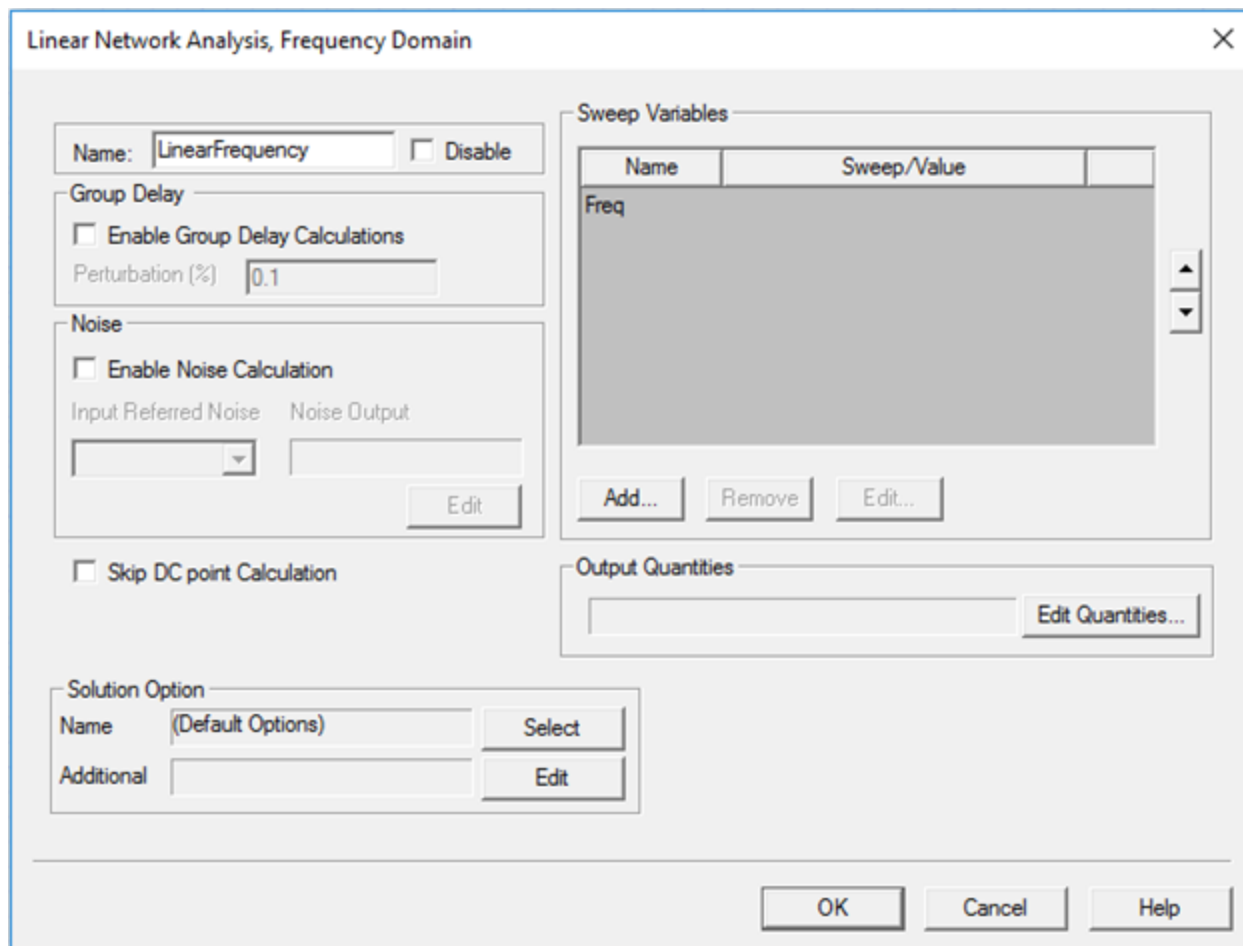 Linear Network Analysis, Frequency Domain
Name: LinearFrequency Disable
Group Delay
Enable Group Delay Calculations
Perturbation (%) 0.1
Noise
Enable Noise Calculation
Input Referred Noise Noise Output
Edit
Skip DC point Calculation
Sweep Variables
Name Sweep/Value
Freq
Add... Remove Edit...
Output Quantities
Edit Quantities...
Solution Option
Name (Default Options) Select
Additional Edit
OK Cancel Help